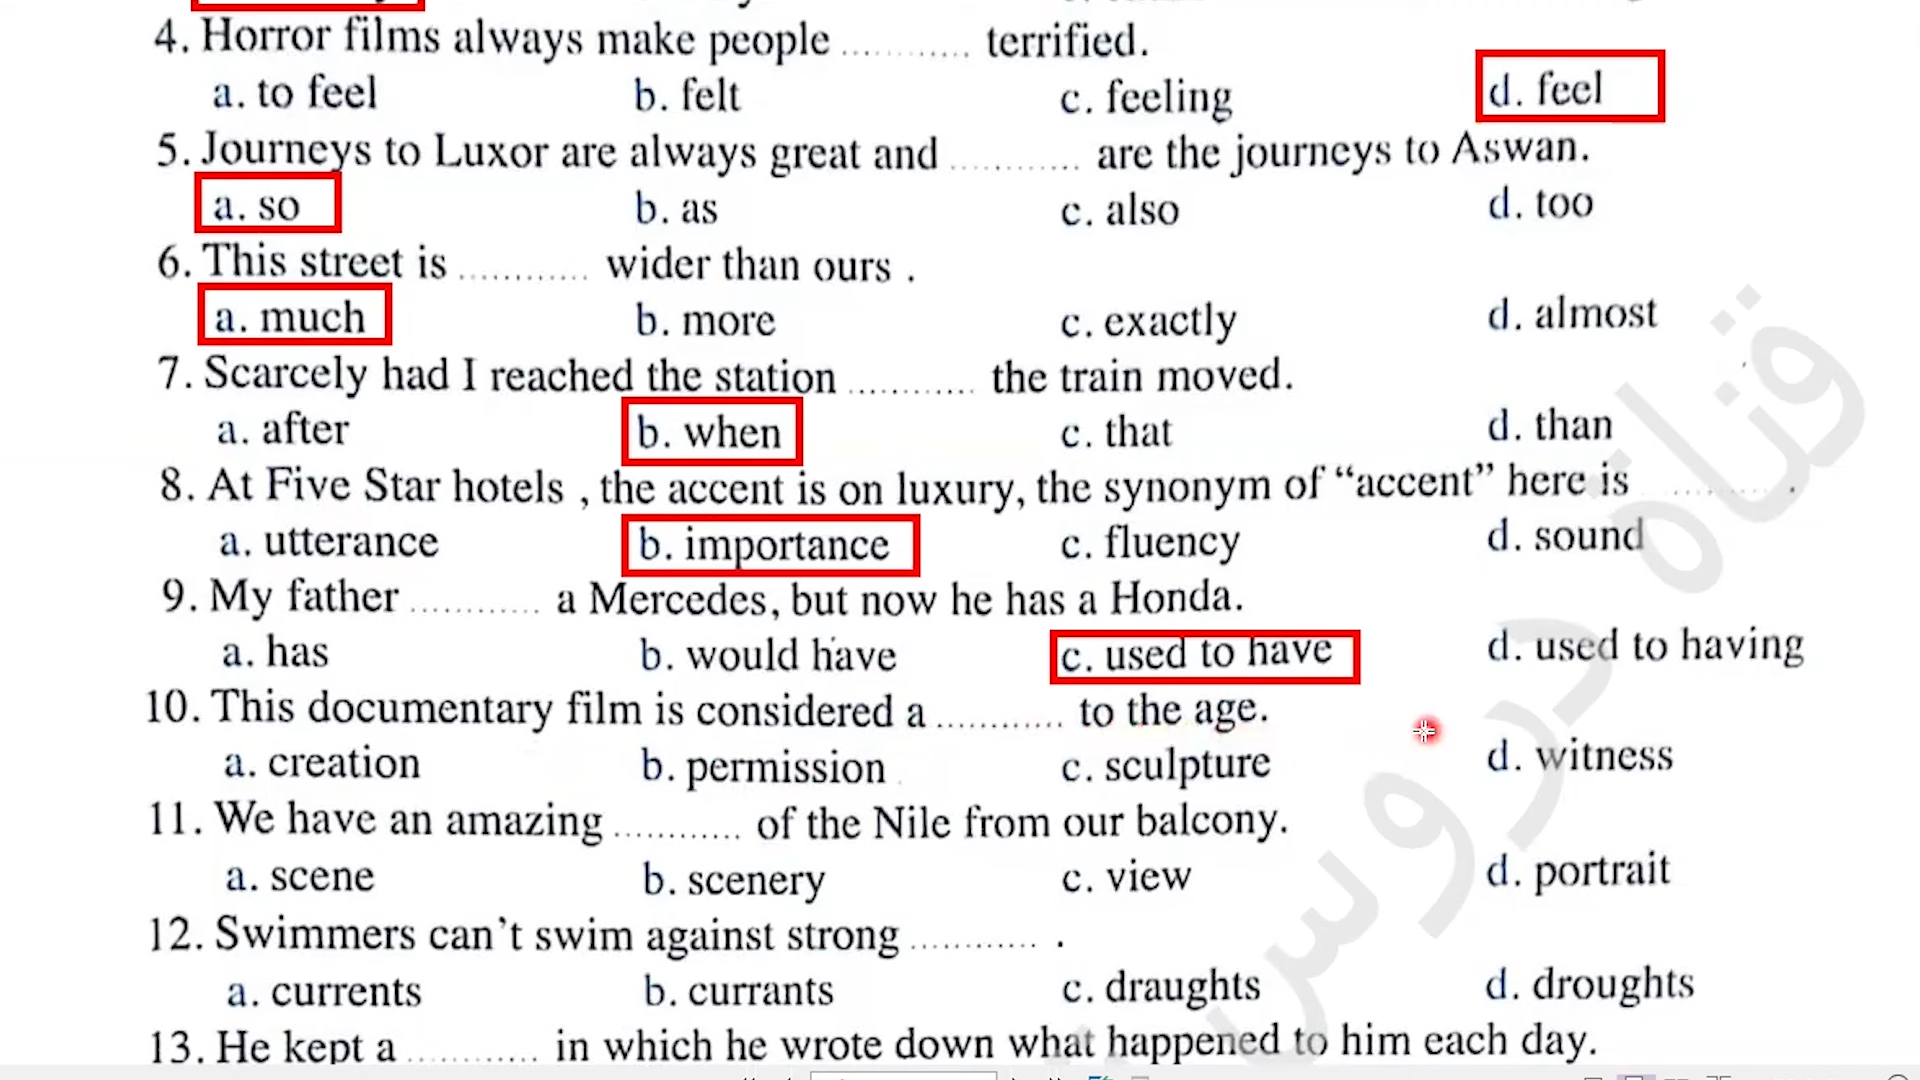 4. Horror films always make people ............ terrified.
a. to feel b. felt c. feeling d. feel
5. Journeys to Luxor are always great and ............ are the journeys to Aswan.
a. so b. as c. also d. too
6. This street is ............ wider than ours .
a. much b. more c. exactly d. almost
7. Scarcely had I reached the station ............ the train moved.
a. after b. when c. that d. than
8. At Five Star hotels , the accent is on luxury, the synonym of “accent” here is ............ .
a. utterance b. importance c. fluency d. sound
9. My father ............ a Mercedes, but now he has a Honda.
a. has b. would have c. used to have d. used to having
10. This documentary film is considered a ............ to the age.
a. creation b. permission c. sculpture d. witness
11. We have an amazing ............ of the Nile from our balcony.
a. scene b. scenery c. view d. portrait
12. Swimmers can’t swim against strong ............ .
a. currents b. currants c. draughts d. droughts
13. He kept a ............ in which he wrote down what happened to him each day.
قناة دروس